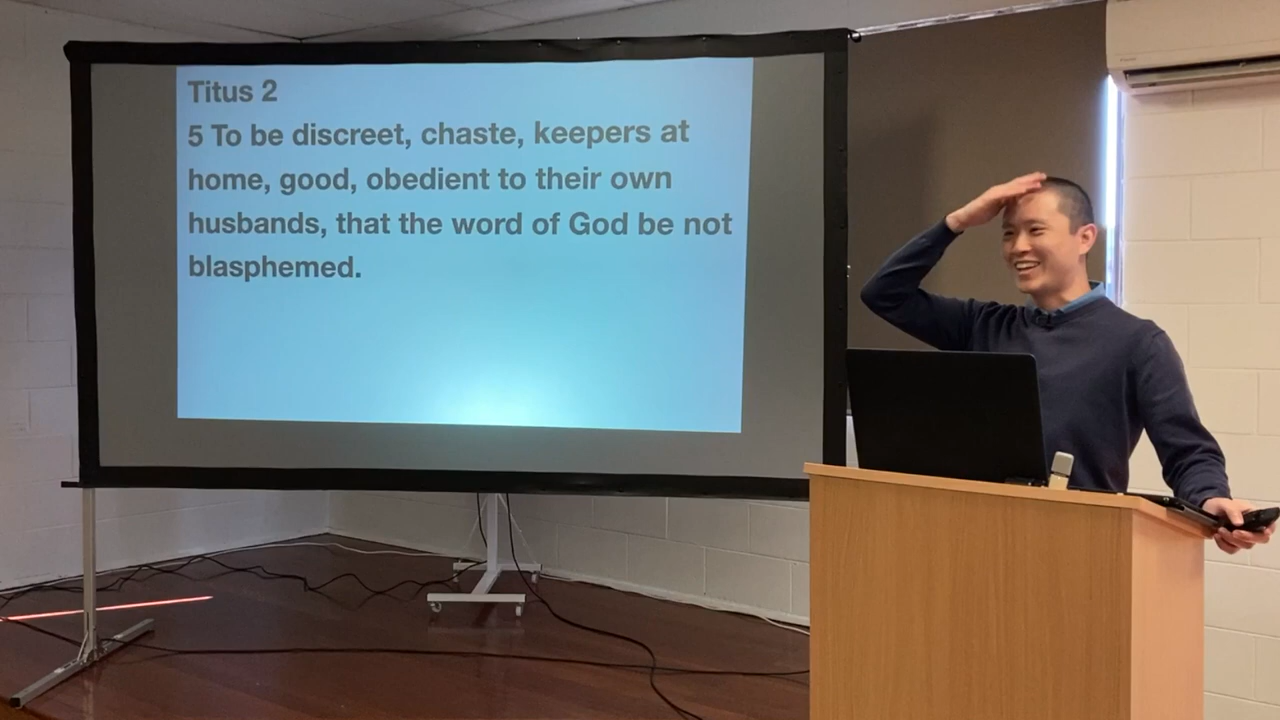 Titus 2
5 To be discreet, chaste, keepers at
home, good, obedient to their own
husbands, that the word of God be not
blasphemed.